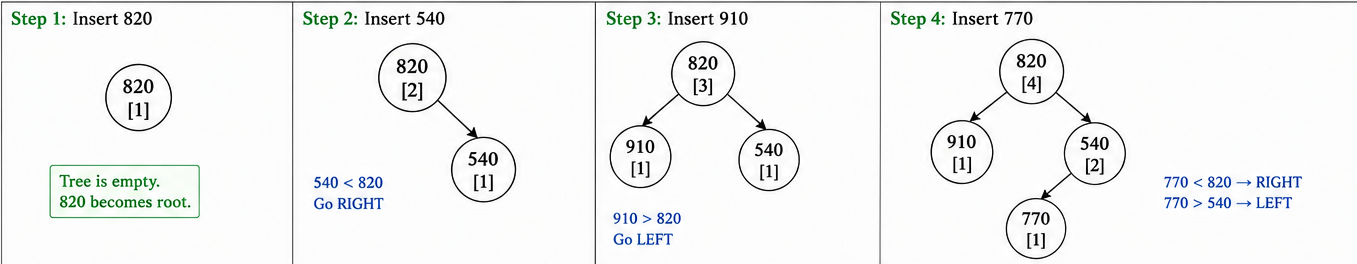 Step 1: Insert 820
820
[1]
Tree is empty.
820 becomes root.
Step 2: Insert 540
820
[2]
540
[1]
540 < 820
Go RIGHT
Step 3: Insert 910
820
[3]
910
[1]
540
[1]
910 > 820
Go LEFT
Step 4: Insert 770
820
[4]
910
[1]
540
[2]
770
[1]
770 < 820 → RIGHT
770 > 540 → LEFT